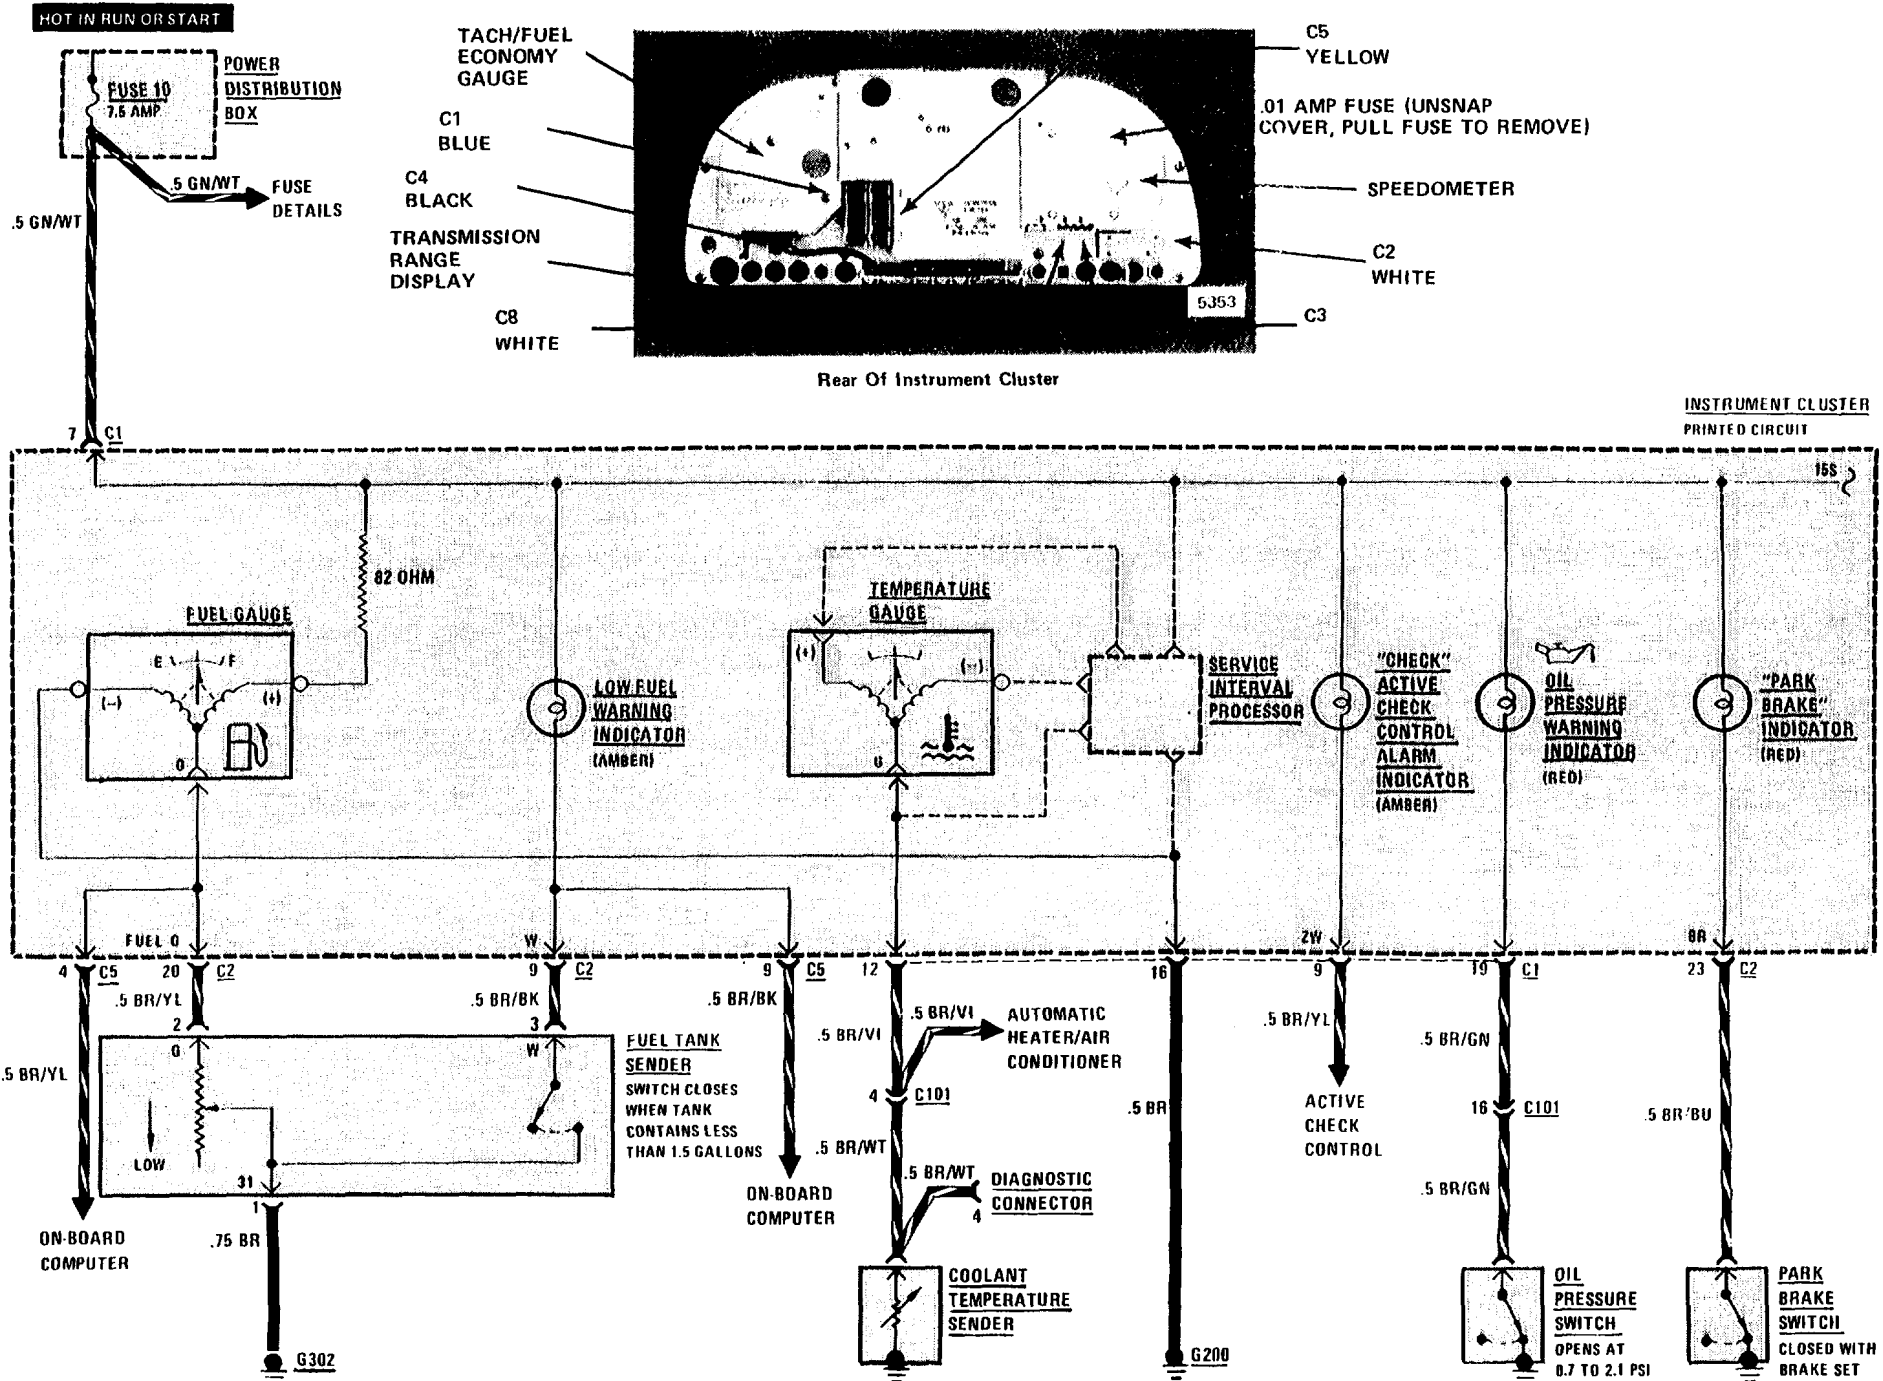 HOT IN RUN OR START
FUSE 10
7.5 AMP
POWER
DISTRIBUTION
BOX
.5 GN/WT
FUSE
DETAILS
.5 GN/WT
TACH/FUEL
ECONOMY
GAUGE
C1
BLUE
C4
BLACK
TRANSMISSION
RANGE
DISPLAY
C8
WHITE
C5
YELLOW
.01 AMP FUSE (UNSNAP
COVER, PULL FUSE TO REMOVE)
SPEEDOMETER
C2
WHITE
C3
5353
Rear Of Instrument Cluster
INSTRUMENT CLUSTER
PRINTED CIRCUIT
7 C1
15S
82 OHM
FUEL GAUGE
E F
(−) (+)
G
LOW FUEL
WARNING
INDICATOR
(AMBER)
TEMPERATURE
GAUGE
(+) (−)
G
SERVICE
INTERVAL
PROCESSOR
"CHECK"
ACTIVE
CHECK
CONTROL
ALARM
INDICATOR
(AMBER)
OIL
PRESSURE
WARNING
INDICATOR
(RED)
"PARK
BRAKE"
INDICATOR
(RED)
FUEL G W ZW BR
4 C5 20 C2 9 C2 9 C5 12 16 9 19 C1 23 C2
.5 BR/YL
.5 BR/YL
.5 BR/BK
.5 BR/BK
2 3
G W
LOW
31
1
.75 BR
G302
FUEL TANK
SENDER
SWITCH CLOSES
WHEN TANK
CONTAINS LESS
THAN 1.5 GALLONS
ON-BOARD
COMPUTER
ON-BOARD
COMPUTER
.5 BR/VI
.5 BR/VI
AUTOMATIC
HEATER/AIR
CONDITIONER
4 C101
.5 BR/WT
.5 BR/WT
DIAGNOSTIC
CONNECTOR
4
COOLANT
TEMPERATURE
SENDER
.5 BR
G200
.5 BR/YL
ACTIVE
CHECK
CONTROL
.5 BR/GN
16 C101
.5 BR/GN
OIL
PRESSURE
SWITCH
OPENS AT
0.7 TO 2.1 PSI
.5 BR/BU
PARK
BRAKE
SWITCH
CLOSED WITH
BRAKE SET